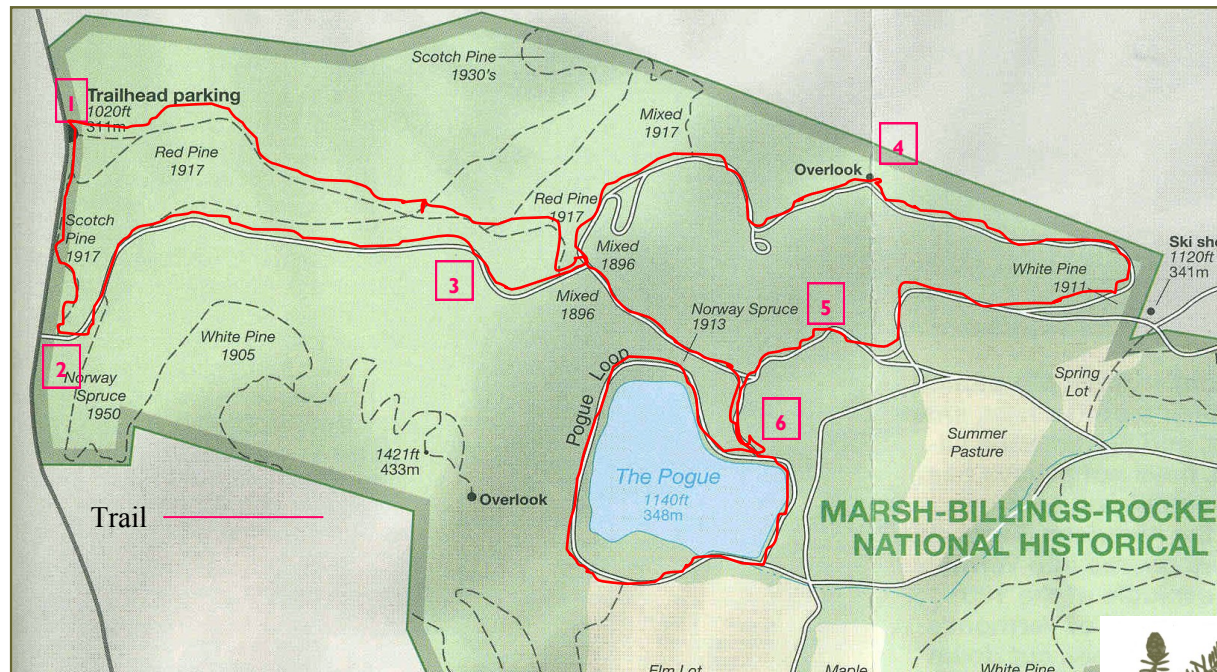 1
Trailhead parking
1020ft
311m
Scotch Pine
1930's
Mixed
1917
4
Overlook
Red Pine
1917
Red Pine
1917
Scotch
Pine
1917
Mixed
1896
3
White Pine
1911
Ski she
1120ft
341m
Mixed
1896
Norway Spruce
1913
5
White Pine
1905
2
Norway
Spruce
1950
Pogue Loop
Spring
Lot
6
Summer
Pasture
1421ft
433m
Overlook
The Pogue
1140ft
348m
Trail
MARSH-BILLINGS-ROCKE
NATIONAL HISTORICAL
Elm Lot
Maple
White Pine